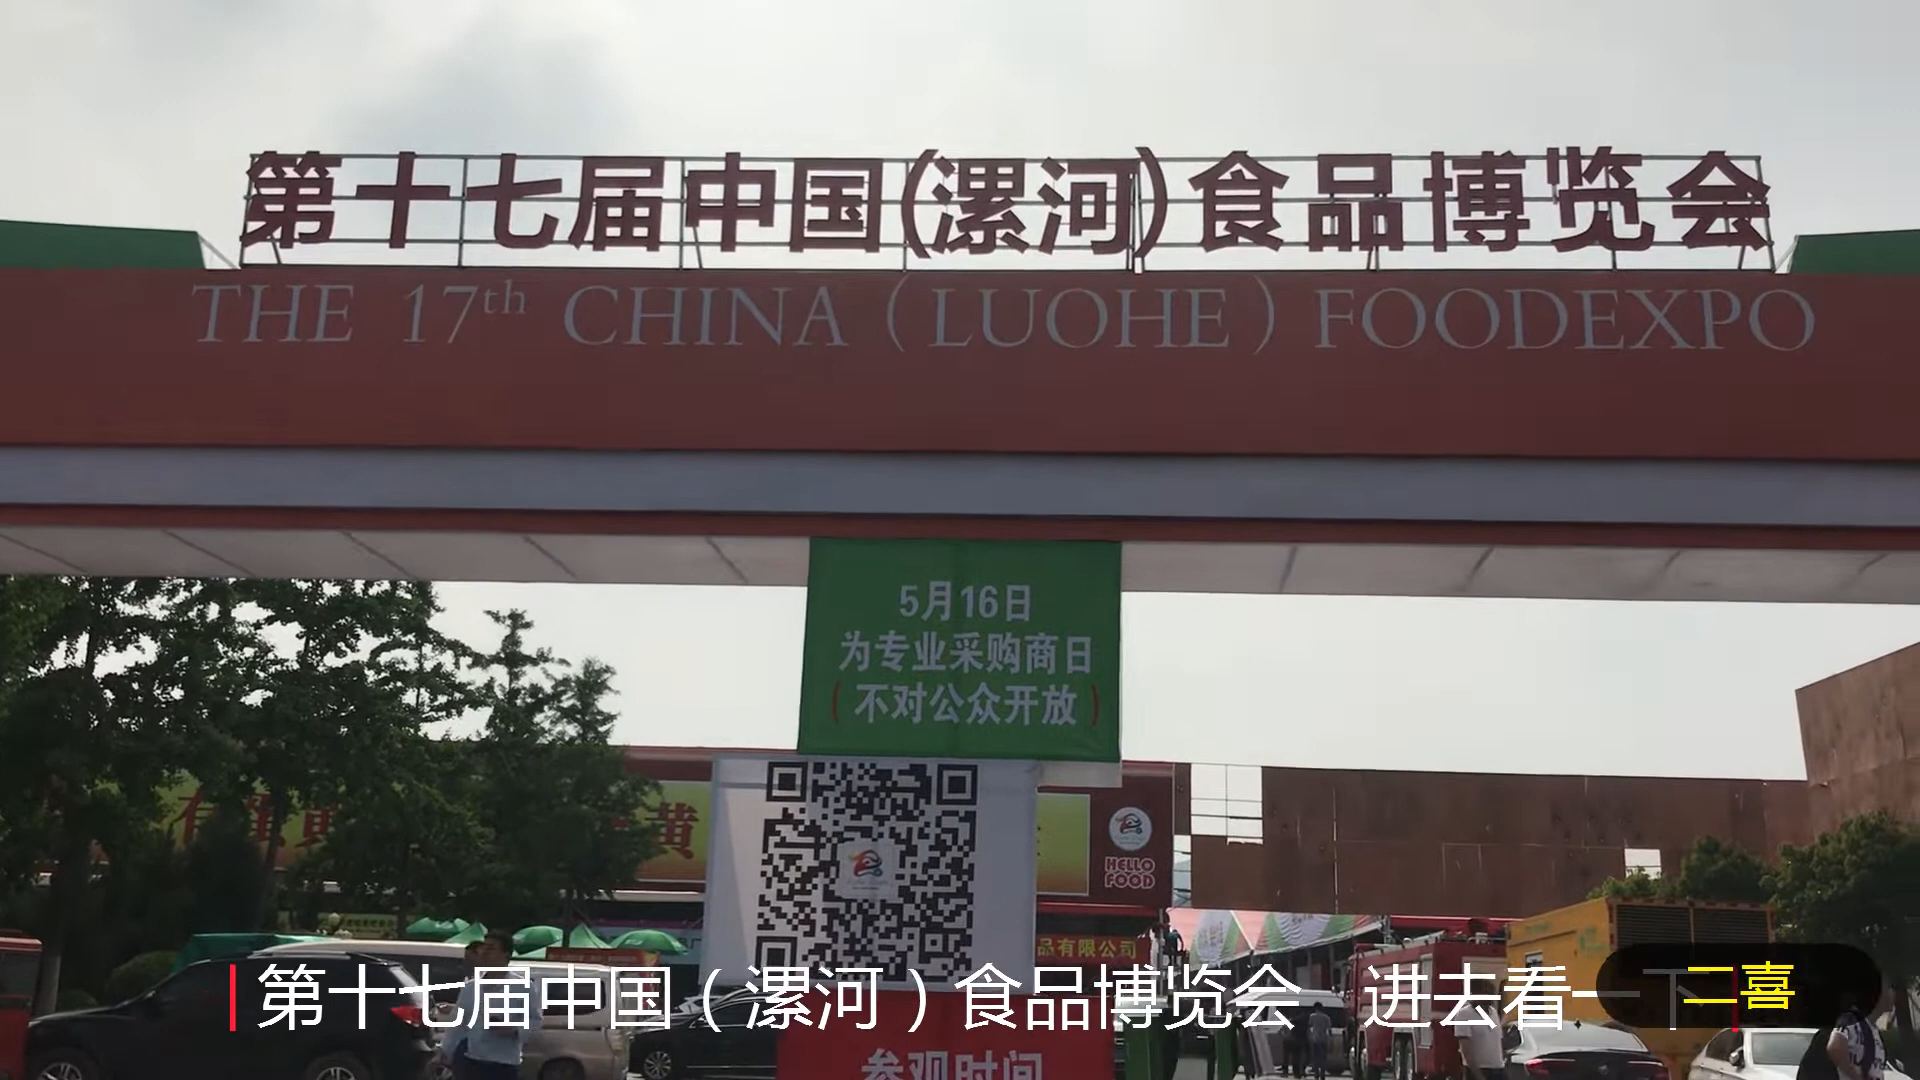 第十七届中国(漯河)食品博览会
THE 17th CHINA (LUOHE) FOODEXPO
5月16日
为专业采购商日
(不对公众开放)
HELLO
FOOD
品有限公司
第十七届中国（漯河）食品博览会 进去看一下
二喜
参观时间